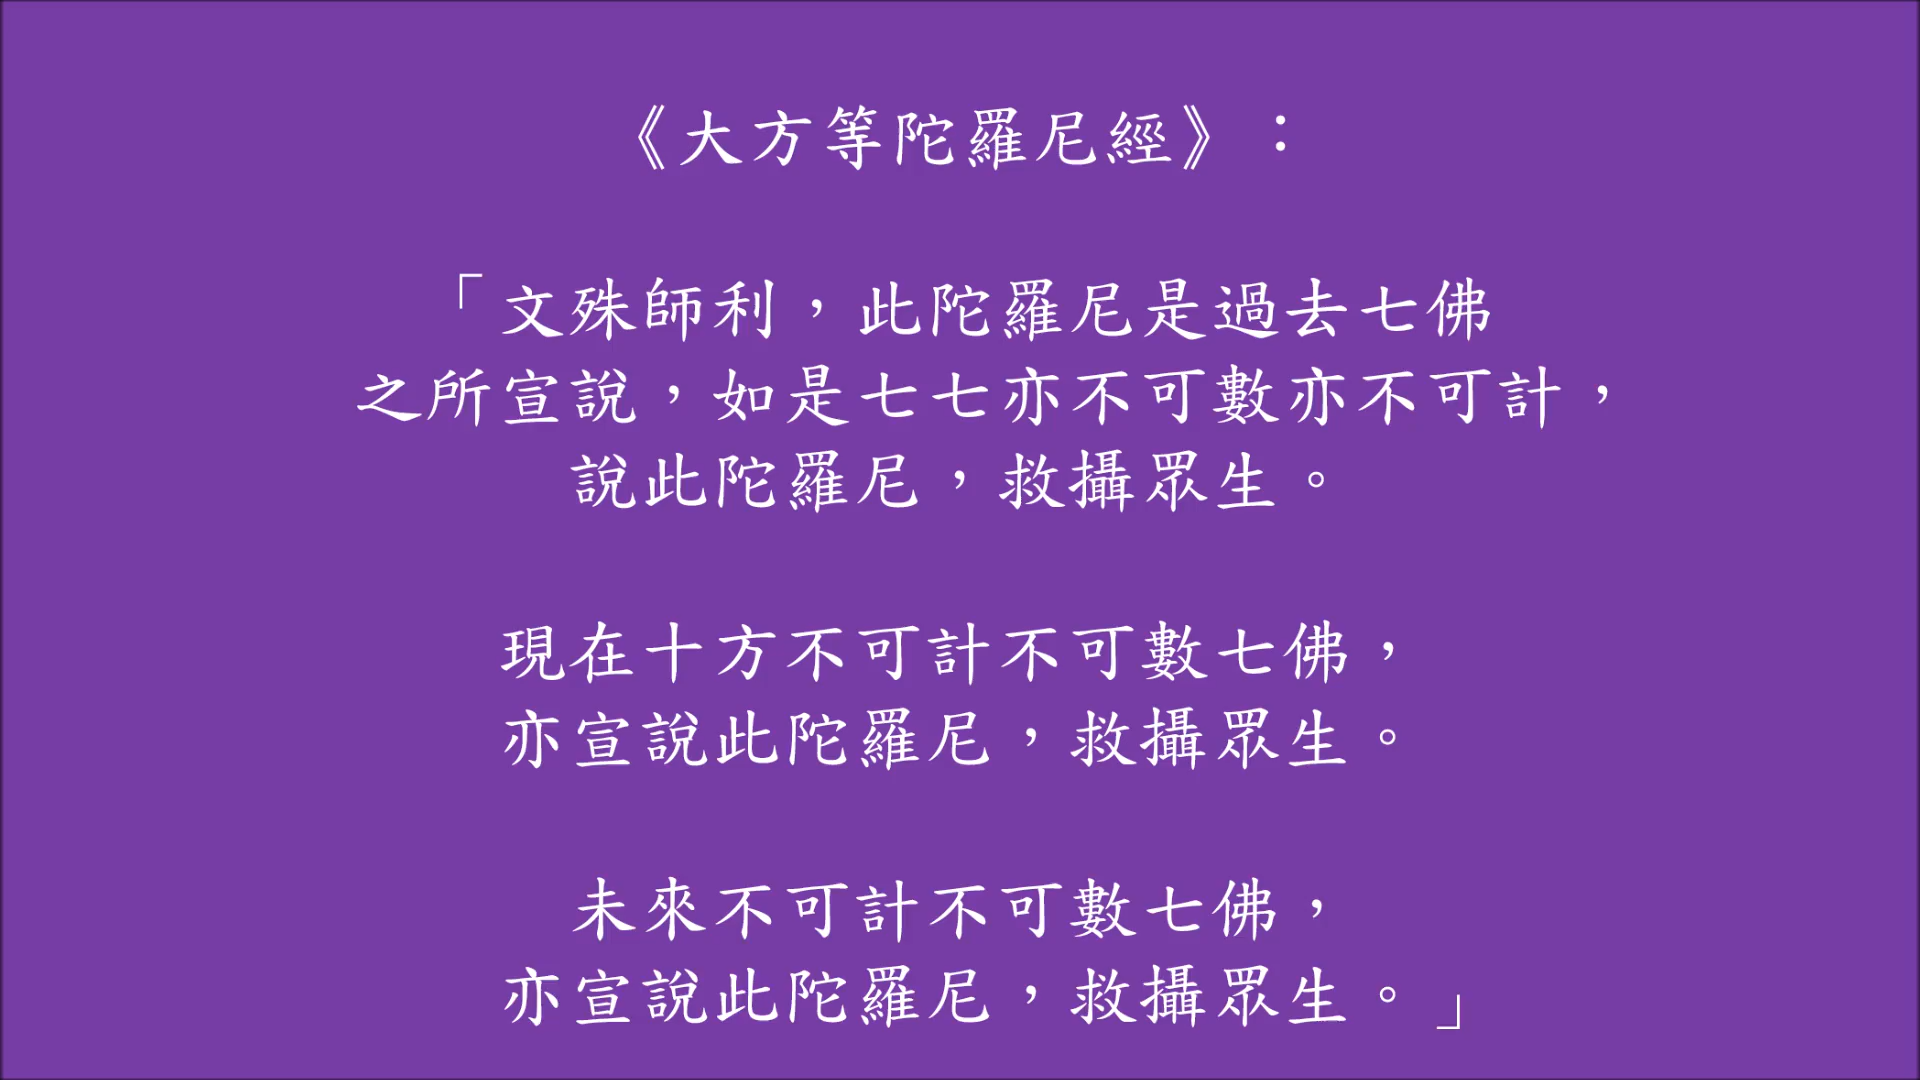 《大方等陀羅尼經》：
「文殊師利，此陀羅尼是過去七佛
之所宣說，如是七七亦不可數亦不可計，
說此陀羅尼，救攝眾生。
現在十方不可計不可數七佛，
亦宣說此陀羅尼，救攝眾生。
未來不可計不可數七佛，
亦宣說此陀羅尼，救攝眾生。」